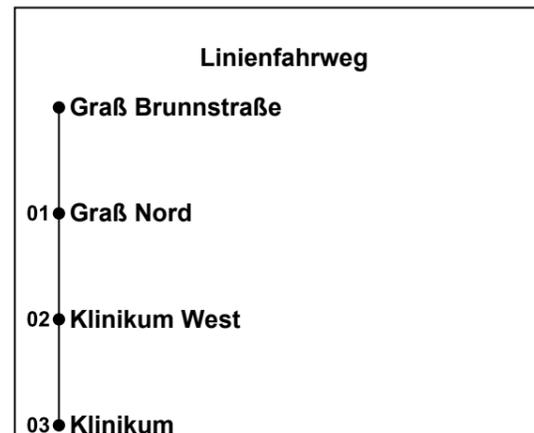 Linienfahrweg
Graß Brunnstraße
01 Graß Nord
02 Klinikum West
03 Klinikum